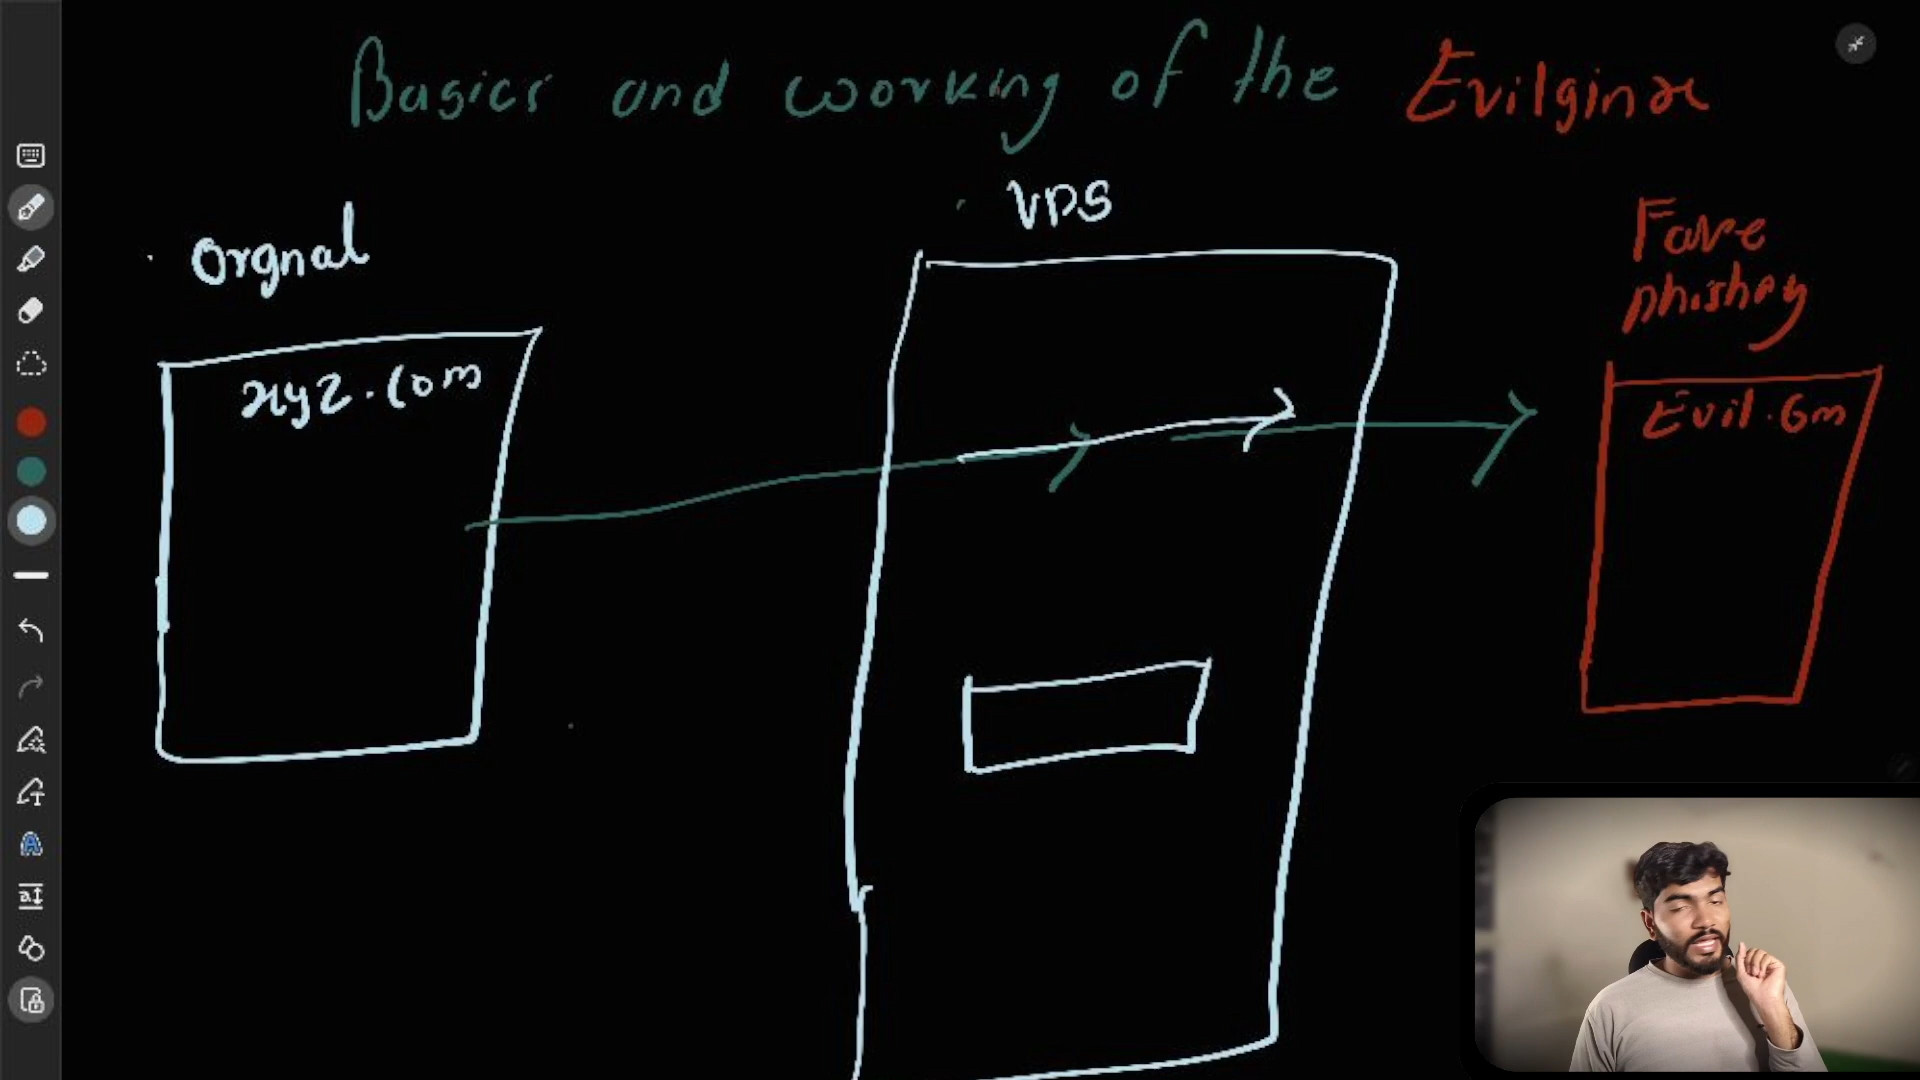 Basics and working of the Evilginx
VPS
Orgnal
Fake
phishing
xyz.com
Evil.com